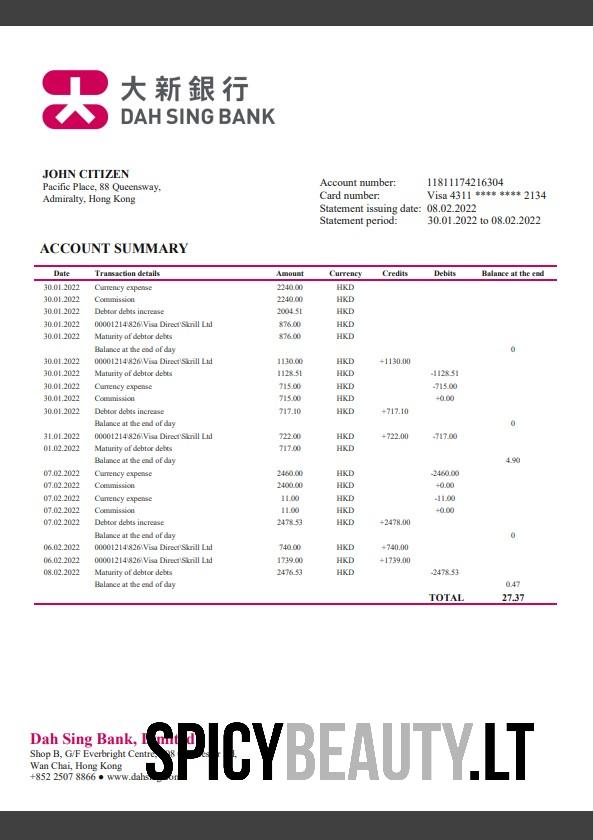 大新銀行
DAH SING BANK
JOHN CITIZEN
Pacific Place, 88 Queensway,
Admiralty, Hong Kong
Account number: 11811174216304
Card number: Visa 4311 **** **** 2134
Statement issuing date: 08.02.2022
Statement period: 30.01.2022 to 08.02.2022
ACCOUNT SUMMARY
Date Transaction details Amount Currency Credits Debits Balance at the end
30.01.2022 Currency expense 2240.00 HKD
30.01.2022 Commission 2240.00 HKD
30.01.2022 Debtor debts increase 2004.51 HKD
30.01.2022 00001214\826\Visa Direct\Skrill Ltd 876.00 HKD
30.01.2022 Maturity of debtor debts 876.00 HKD
Balance at the end of day 0
30.01.2022 00001214\826\Visa Direct\Skrill Ltd 1130.00 HKD +1130.00
30.01.2022 Maturity of debtor debts 1128.51 HKD -1128.51
30.01.2022 Currency expense 715.00 HKD -715.00
30.01.2022 Commission 715.00 HKD +0.00
30.01.2022 Debtor debts increase 717.10 HKD +717.10
Balance at the end of day 0
31.01.2022 00001214\826\Visa Direct\Skrill Ltd 722.00 HKD +722.00 -717.00
01.02.2022 Maturity of debtor debts 717.00 HKD
Balance at the end of day 4.90
07.02.2022 Currency expense 2460.00 HKD -2460.00
07.02.2022 Commission 2400.00 HKD +0.00
07.02.2022 Currency expense 11.00 HKD -11.00
07.02.2022 Commission 11.00 HKD +0.00
07.02.2022 Debtor debts increase 2478.53 HKD +2478.00
Balance at the end of day 0
06.02.2022 00001214\826\Visa Direct\Skrill Ltd 740.00 HKD +740.00
06.02.2022 00001214\826\Visa Direct\Skrill Ltd 1739.00 HKD +1739.00
08.02.2022 Maturity of debtor debts 2476.53 HKD -2478.53
Balance at the end of day 0.47
TOTAL 27.37
Dah Sing Bank, Limited
Shop B, G/F Everbright Centre,
Wan Chai, Hong Kong
+852 2507 8866 ●
SPICYBEAUTY.LT